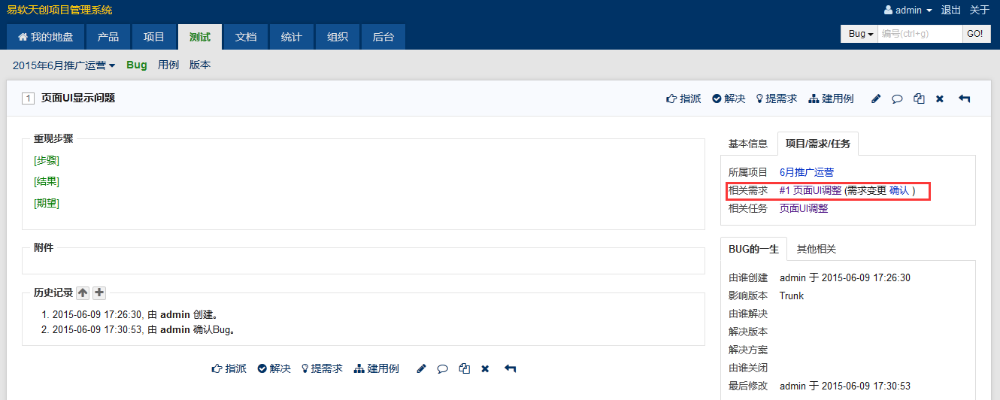 易软天创项目管理系统
admin 退出 关于
我的地盘 产品 项目 测试 文档 统计 组织 后台
Bug 编号(ctrl+g) GO!
2015年6月推广运营 Bug 用例 版本
1 页面UI显示问题
指派 解决 提需求 建用例
重现步骤
[步骤]
[结果]
[期望]
附件
历史记录
1. 2015-06-09 17:26:30, 由 admin 创建。
2. 2015-06-09 17:30:53, 由 admin 确认Bug。
指派 解决 提需求 建用例
基本信息 项目/需求/任务
所属项目 6月推广运营
相关需求 #1 页面UI调整 (需求变更 确认 )
相关任务 页面UI调整
BUG的一生 其他相关
由谁创建 admin 于 2015-06-09 17:26:30
影响版本 Trunk
由谁解决
解决版本
解决方案
由谁关闭
最后修改 admin 于 2015-06-09 17:30:53